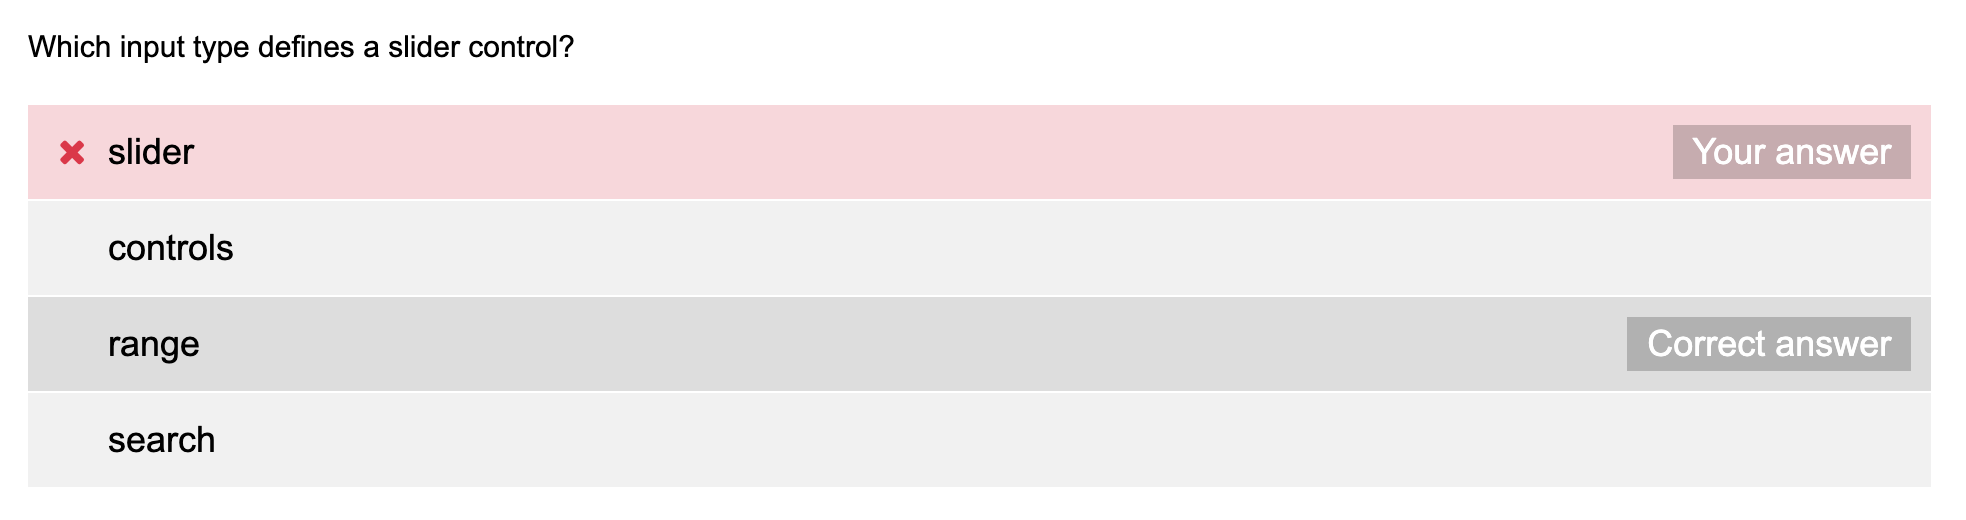 Which input type defines a slider control?
slider Your answer
controls
range Correct answer
search